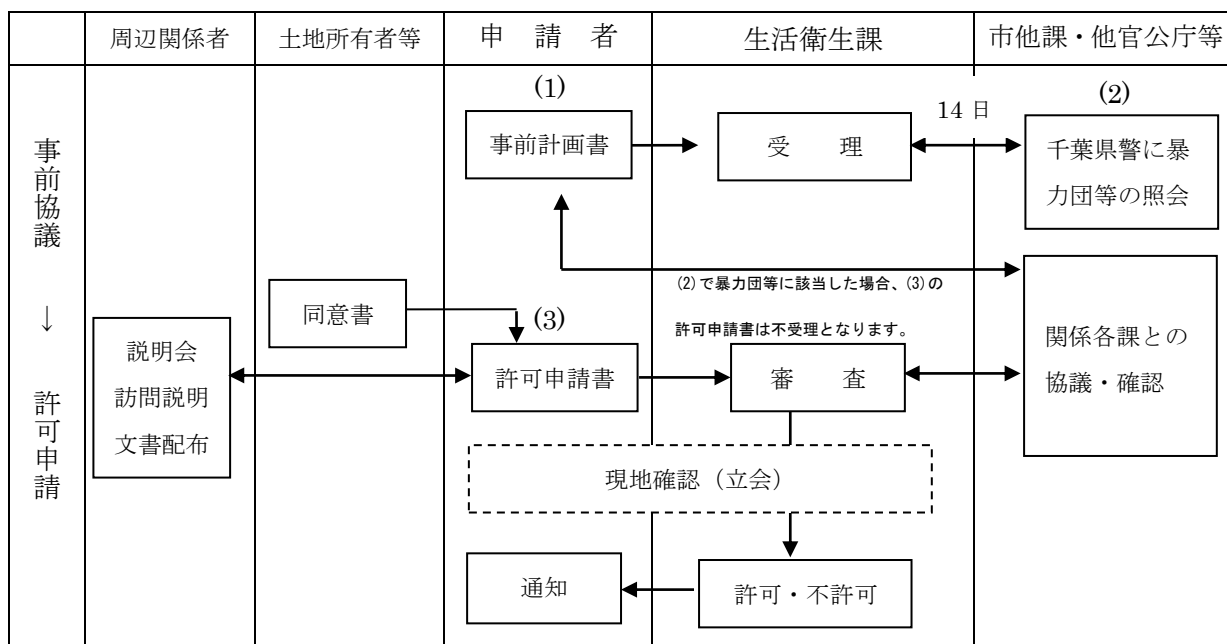 周辺関係者
土地所有者等
申　請　者
生活衛生課
市他課・他官公庁等
事前協議
↓
許可申請
(1)
事前計画書
受　理
14 日
(2)
千葉県警に暴
力団等の照会
(2)で暴力団等に該当した場合、(3)の
許可申請書は不受理となります。
同意書
(3)
説明会
訪問説明
文書配布
許可申請書
審　査
関係各課との
協議・確認
現地確認（立会）
通知
許可・不許可